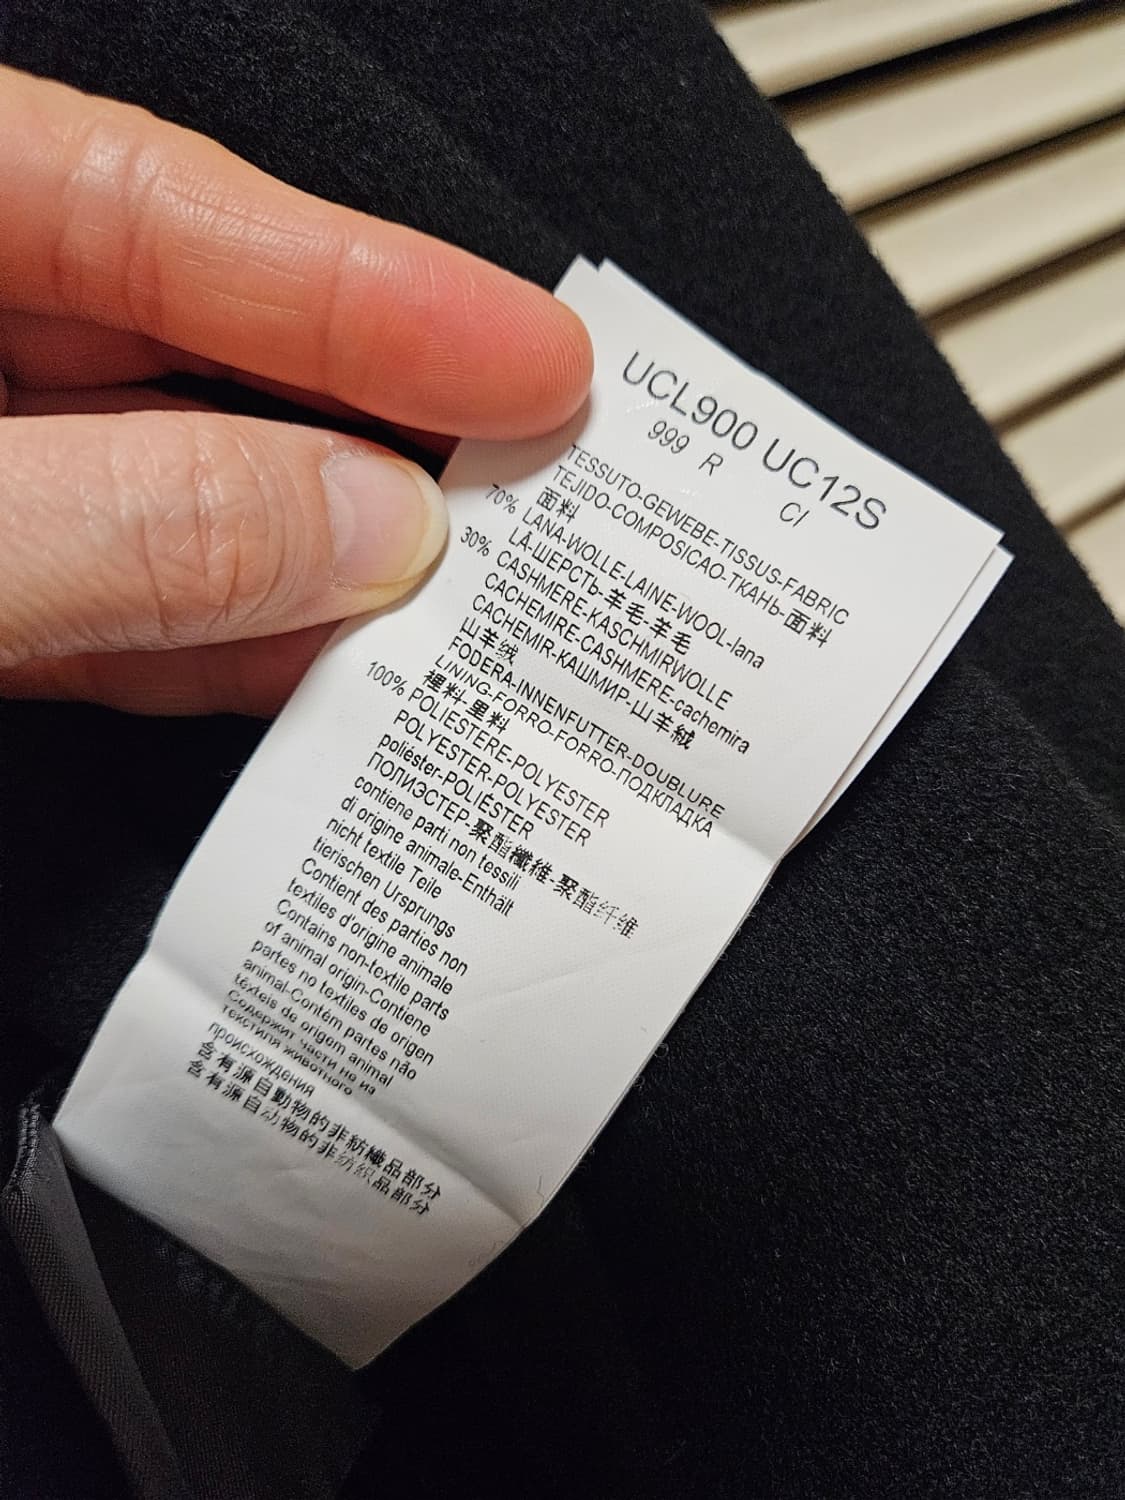 UCL900 UC12S
999 R CI
TESSUTO-GEWEBE-TISSUS-FABRIC
TEJIDO-COMPOSICAO-ТКАНЬ-面料
面料
70% LANA-WOLLE-LAINE-WOOL-lana
LÃ-ШЕРСТЬ-羊毛-羊毛
30% CASHMERE-KASCHMIRWOLLE
CACHEMIRE-CASHMERE-cachemira
CACHEMIR-КАШМИР-山羊絨
山羊绒
FODERA-INNENFUTTER-DOUBLURE
LINING-FORRO-FORRO-ПОДКЛАДКА
裡料-里料
100% POLIESTERE-POLYESTER
POLYESTER-POLYESTER
poliéster-POLIÉSTER
ПОЛИЭСТЕР-聚酯纖維-聚酯纤维
contiene parti non tessili
di origine animale-Enthält
nicht textile Teile
tierischen Ursprungs
Contient des parties non
textiles d'origine animale
Contains non-textile parts
of animal origin-Contiene
partes no textiles de origen
animal-Contém partes não
têxteis de origem animal
Содержит части не из
текстиля животного
происхождения
含有源自動物的非紡織品部分
含有源自动物的非纺织品部分